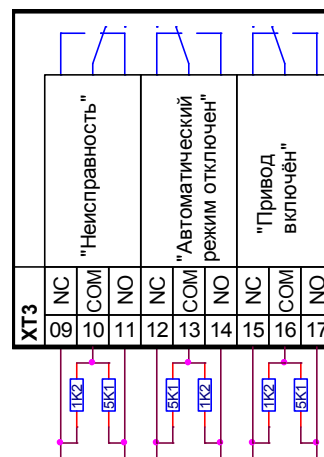 "Неисправность"
"Автоматический
режим отключен"
"Привод
включён"
NC COM NO NC COM NO NC COM NO
XT3 09 10 11 12 13 14 15 16 17
1K2 5K1 5K1 1K2 1K2 5K1